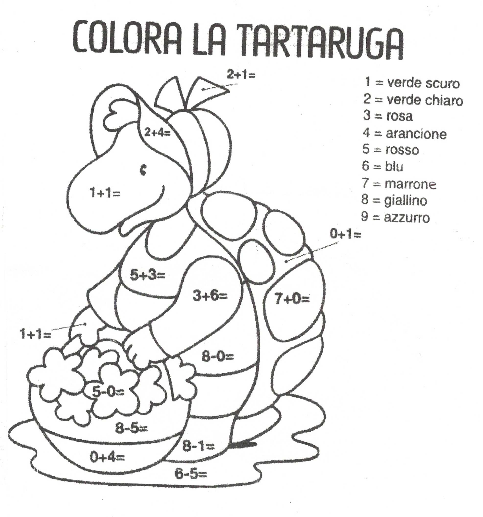 COLORA LA TARTARUGA
2+1=
1 = verde scuro
2 = verde chiaro
3 = rosa
4 = arancione
5 = rosso
6 = blu
7 = marrone
8 = giallino
9 = azzurro
2+4=
1+1=
0+1=
5+3=
3+6=
7+0=
1+1=
8-0=
5-0=
8-5=
8-1=
0+4=
6-5=